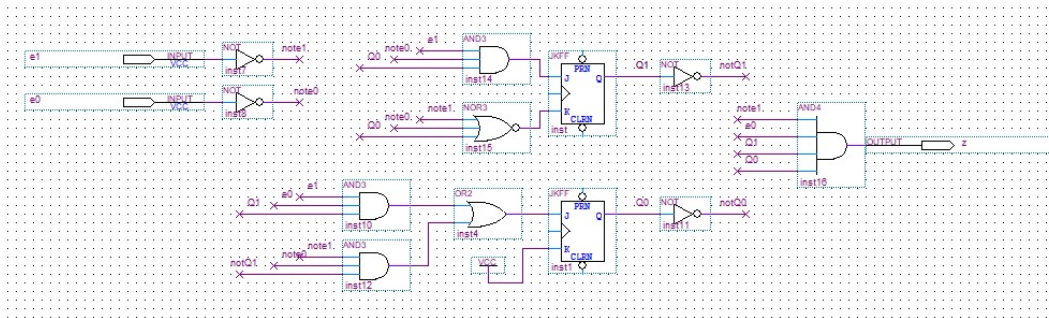 e1
INPUT
VCC
NOT
inst7
note1
e0
INPUT
VCC
NOT
inst8
note0
e1
note0.
Q0
AND3
inst14
note1.
note0.
Q0
NOR3
inst15
JKFF
PRN
J
Q
K
CLRN
inst
Q1.
NOT
inst13
notQ1
note1.
e0
Q1
Q0
AND4
inst16
OUTPUT
z
e1
e0
Q1
AND3
inst10
note1.
note0
notQ1
AND3
inst12
OR2
inst4
VCC
JKFF
PRN
J
Q
K
CLRN
inst1
Q0
NOT
inst11
notQ0